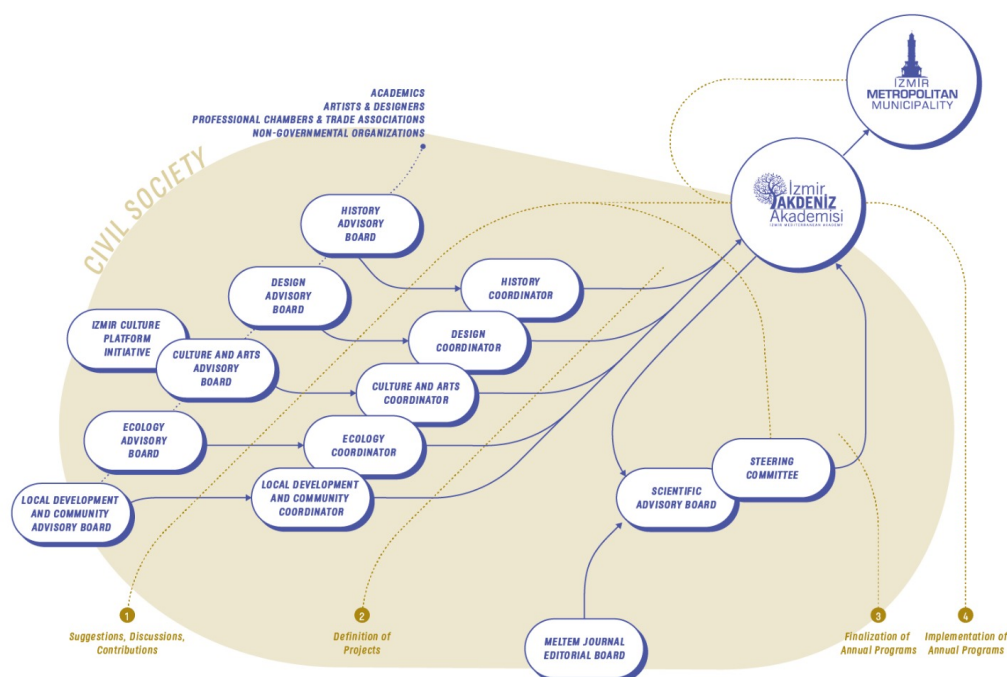 İZMİR
METROPOLITAN
MUNICIPALITY
ACADEMICS
ARTISTS & DESIGNERS
PROFESSIONAL CHAMBERS & TRADE ASSOCIATIONS
NON-GOVERNMENTAL ORGANIZATIONS
CIVIL SOCIETY
İzmir
AKDENİZ
Akademisi
İZMİR MEDITERRANEAN ACADEMY
HISTORY
ADVISORY
BOARD
DESIGN
ADVISORY
BOARD
HISTORY
COORDINATOR
IZMIR CULTURE
PLATFORM
INITIATIVE
DESIGN
COORDINATOR
CULTURE AND ARTS
ADVISORY
BOARD
CULTURE AND ARTS
COORDINATOR
ECOLOGY
ADVISORY
BOARD
ECOLOGY
COORDINATOR
STEERING
COMMITTEE
LOCAL DEVELOPMENT
AND COMMUNITY
ADVISORY BOARD
LOCAL DEVELOPMENT
AND COMMUNITY
COORDINATOR
SCIENTIFIC
ADVISORY BOARD
1
Suggestions, Discussions,
Contributions
2
Definition of
Projects
MELTEM JOURNAL
EDITORIAL BOARD
3
Finalization of
Annual Programs
4
Implementation of
Annual Programs